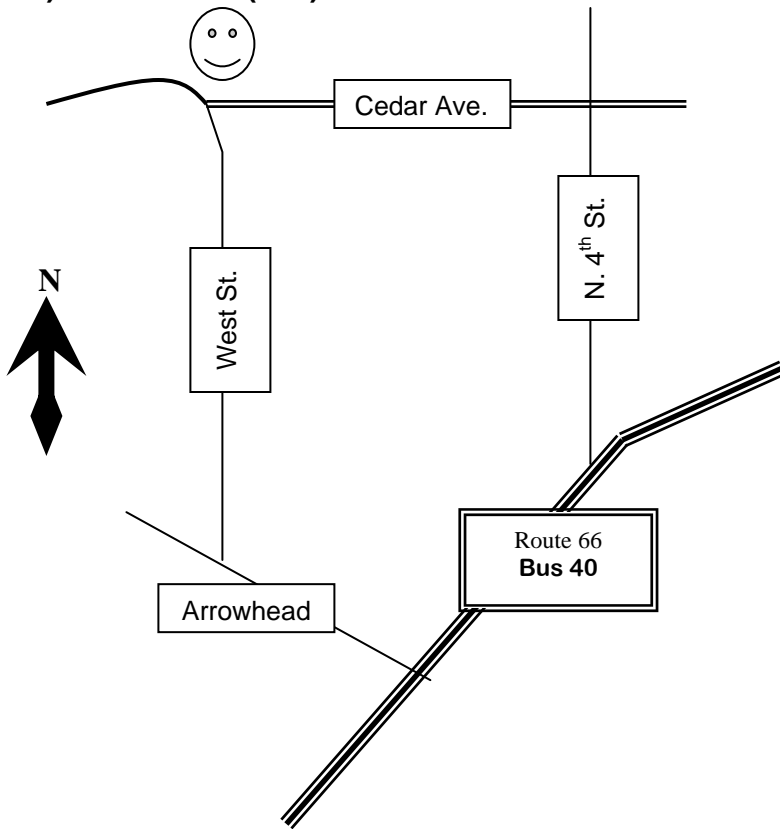 Cedar Ave.
N. 4th St.
N
West St.
Route 66
Bus 40
Arrowhead